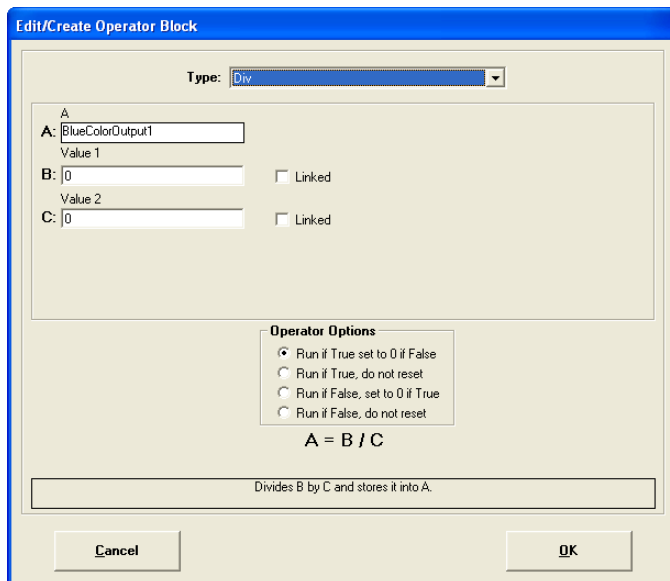 Edit/Create Operator Block
Type: Div
A
A: BlueColorOutput1
Value 1
B: 0 Linked
Value 2
C: 0 Linked
Operator Options
Run if True set to 0 if False
Run if True, do not reset
Run if False, set to 0 if True
Run if False, do not reset
A = B / C
Divides B by C and stores it into A.
Cancel OK